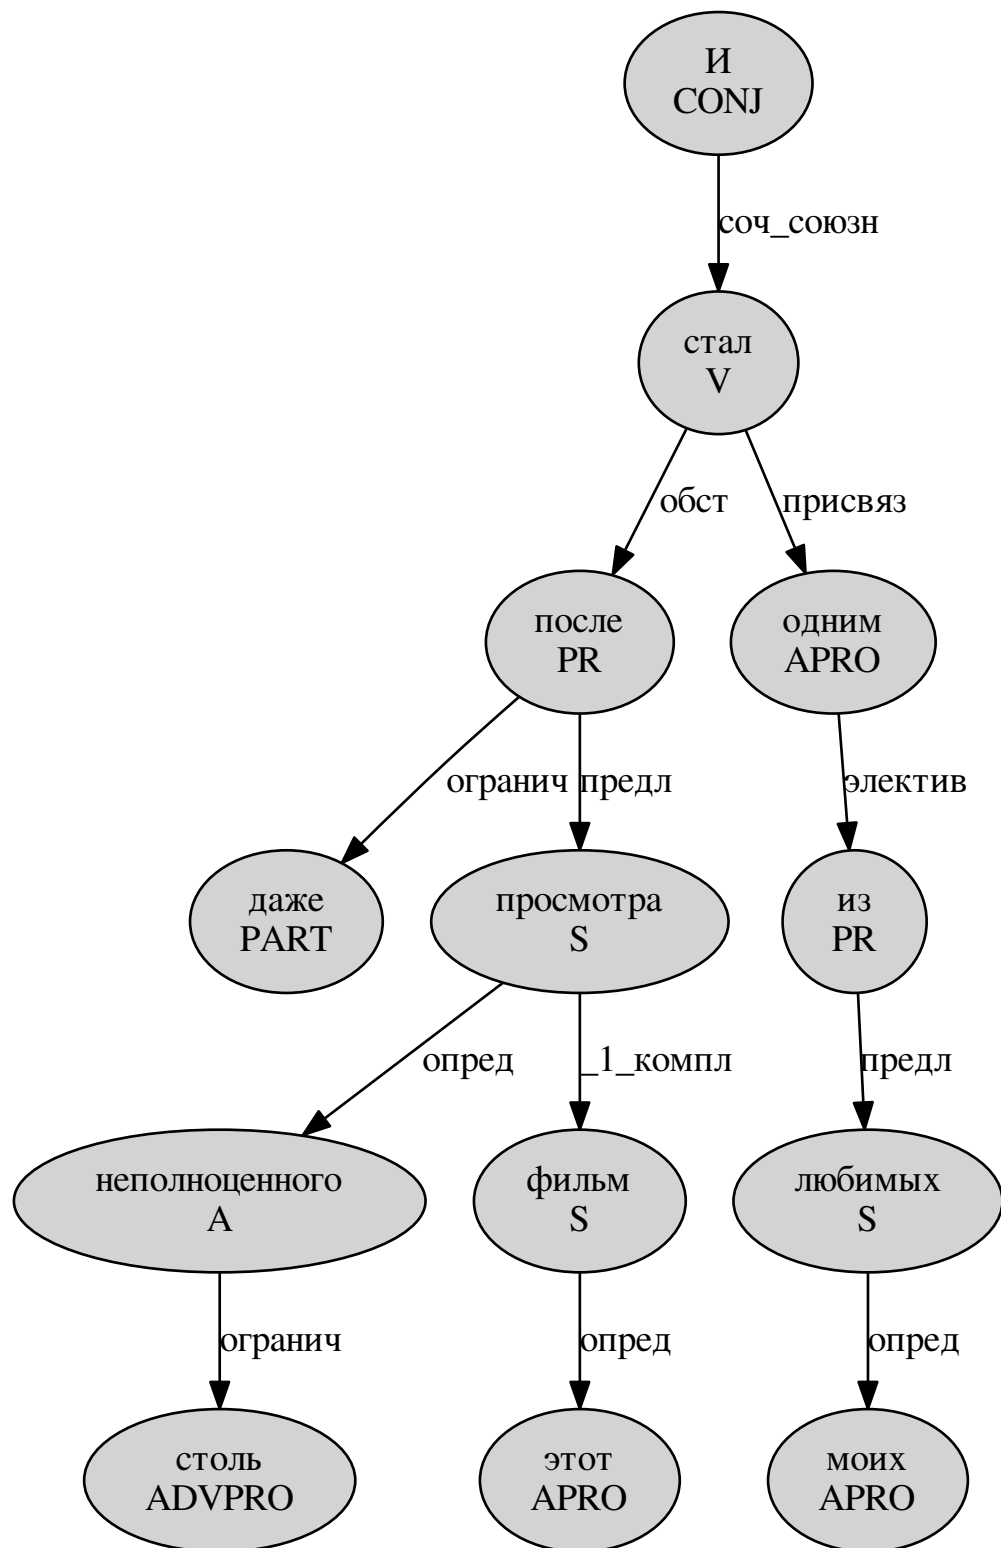 И
CONJ
соч_союзн
стал
V
обст
присвяз
после
PR
одним
APRO
огранич
предл
электив
даже
PART
просмотра
S
из
PR
опред
_1_компл
предл
неполноценного
A
фильм
S
любимых
S
огранич
опред
опред
столь
ADVPRO
этот
APRO
моих
APRO